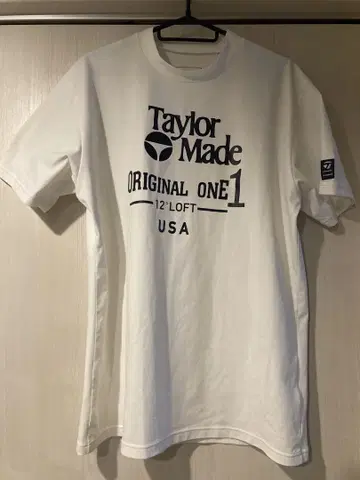 Taylor
Made
ORIGINAL ONE 1
12° LOFT
USA